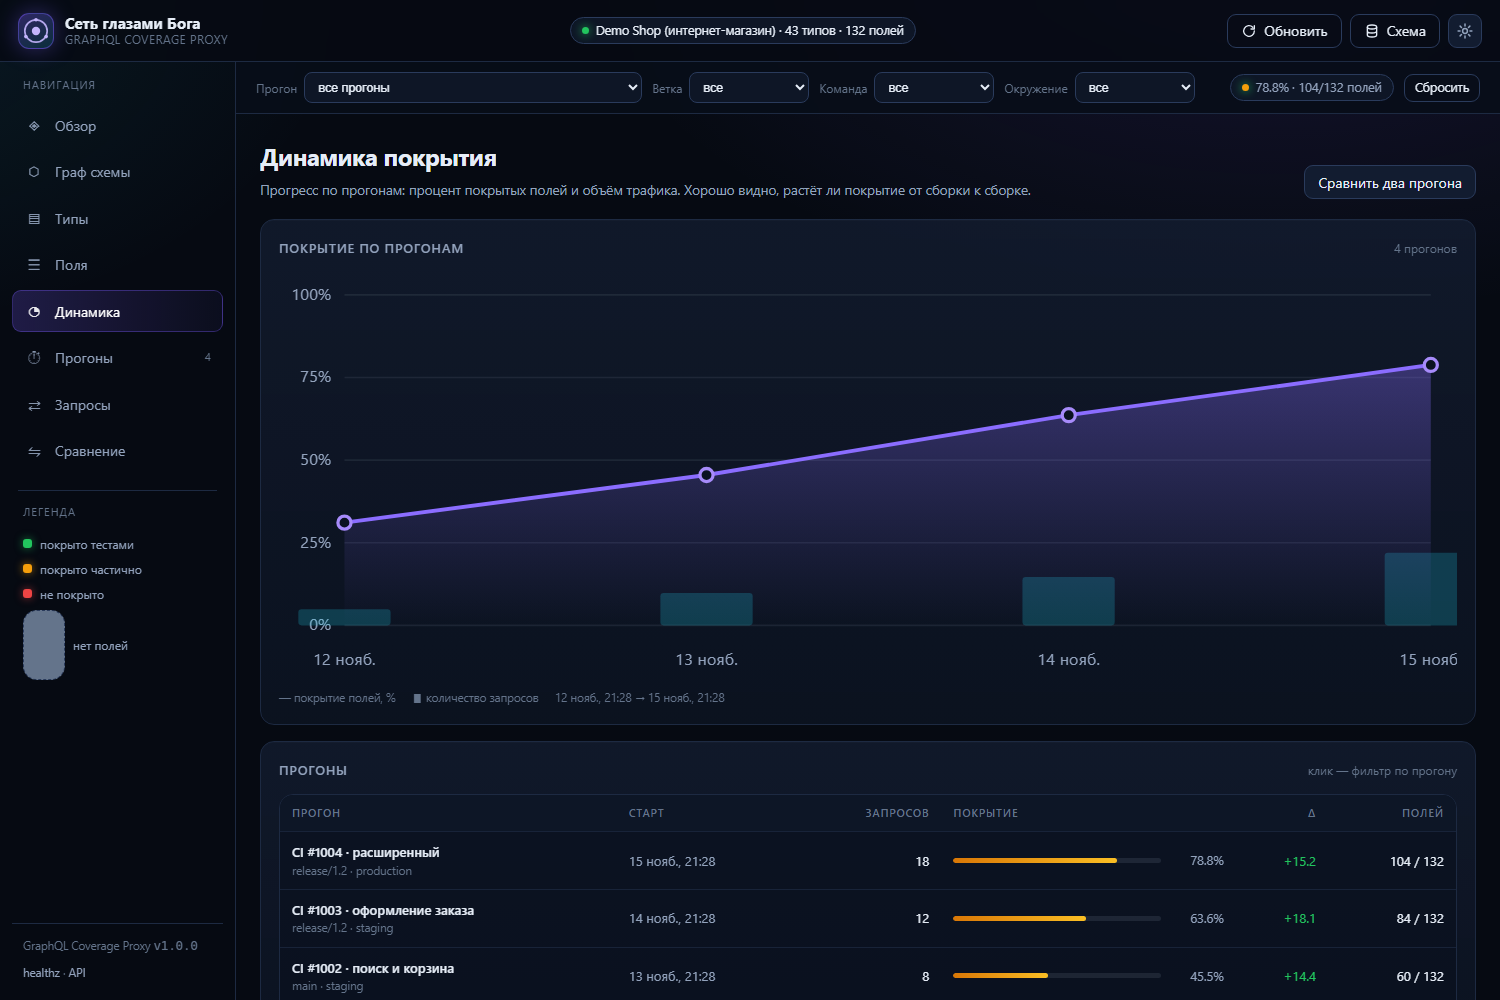 Сеть глазами Бога
GRAPHQL COVERAGE PROXY
Demo Shop (интернет-магазин) · 43 типов · 132 полей
Обновить
Схема
НАВИГАЦИЯ
Обзор
Граф схемы
Типы
Поля
Динамика
Прогоны 4
Запросы
Сравнение
ЛЕГЕНДА
покрыто тестами
покрыто частично
не покрыто
нет полей
GraphQL Coverage Proxy v1.0.0
healthz · API
Прогон все прогоны Ветка все Команда все Окружение все
78.8% · 104/132 полей
Сбросить
Динамика покрытия
Прогресс по прогонам: процент покрытых полей и объём трафика. Хорошо видно, растёт ли покрытие от сборки к сборке.
Сравнить два прогона
ПОКРЫТИЕ ПО ПРОГОНАМ
4 прогонов
100%
75%
50%
25%
0%
12 нояб. 13 нояб. 14 нояб. 15 нояб
— покрытие полей, % количество запросов 12 нояб., 21:28 → 15 нояб., 21:28
ПРОГОНЫ
клик — фильтр по прогону
ПРОГОН СТАРТ ЗАПРОСОВ ПОКРЫТИЕ Δ ПОЛЕЙ
CI #1004 · расширенный
release/1.2 · production
15 нояб., 21:28 18 78.8% +15.2 104 / 132
CI #1003 · оформление заказа
release/1.2 · staging
14 нояб., 21:28 12 63.6% +18.1 84 / 132
CI #1002 · поиск и корзина
main · staging
13 нояб., 21:28 8 45.5% +14.4 60 / 132